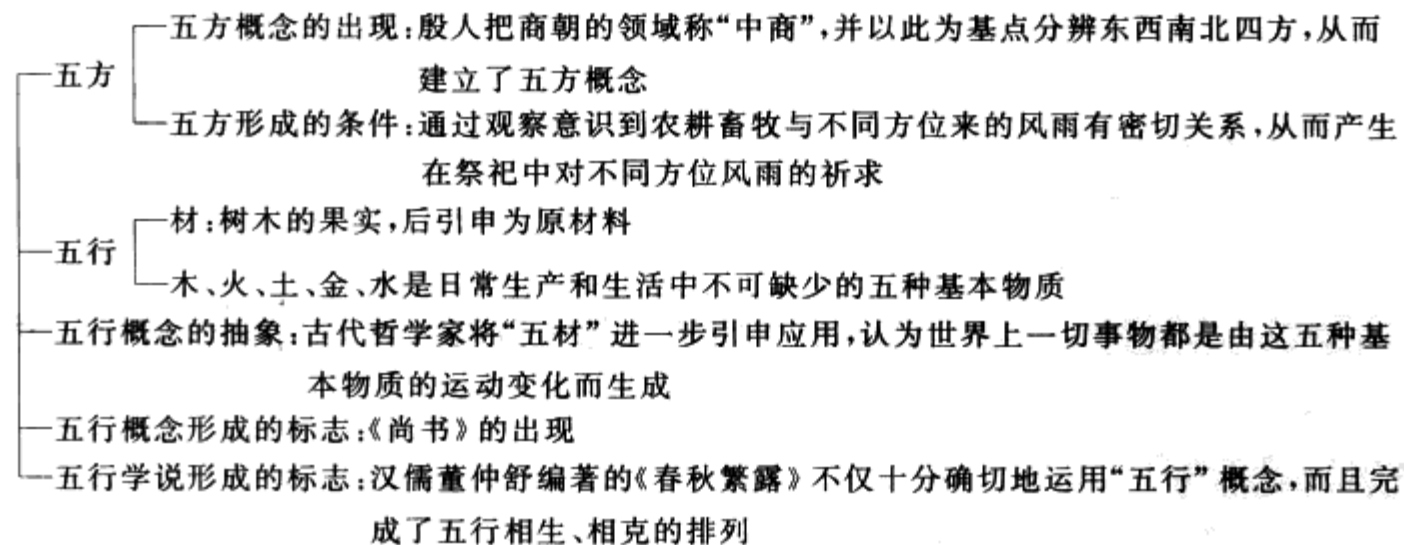 五方概念的出现:殷人把商朝的领域称“中商”,并以此为基点分辨东西南北四方,从而
五方
建立了五方概念
五方形成的条件:通过观察意识到农耕畜牧与不同方位来的风雨有密切关系,从而产生
在祭祀中对不同方位风雨的祈求
材:树木的果实,后引申为原材料
五行
木、火、土、金、水是日常生产和生活中不可缺少的五种基本物质
五行概念的抽象:古代哲学家将“五材”进一步引申应用,认为世界上一切事物都是由这五种基
本物质的运动变化而生成
五行概念形成的标志:《尚书》的出现
五行学说形成的标志:汉儒董仲舒编著的《春秋繁露》不仅十分确切地运用“五行”概念,而且完
成了五行相生、相克的排列